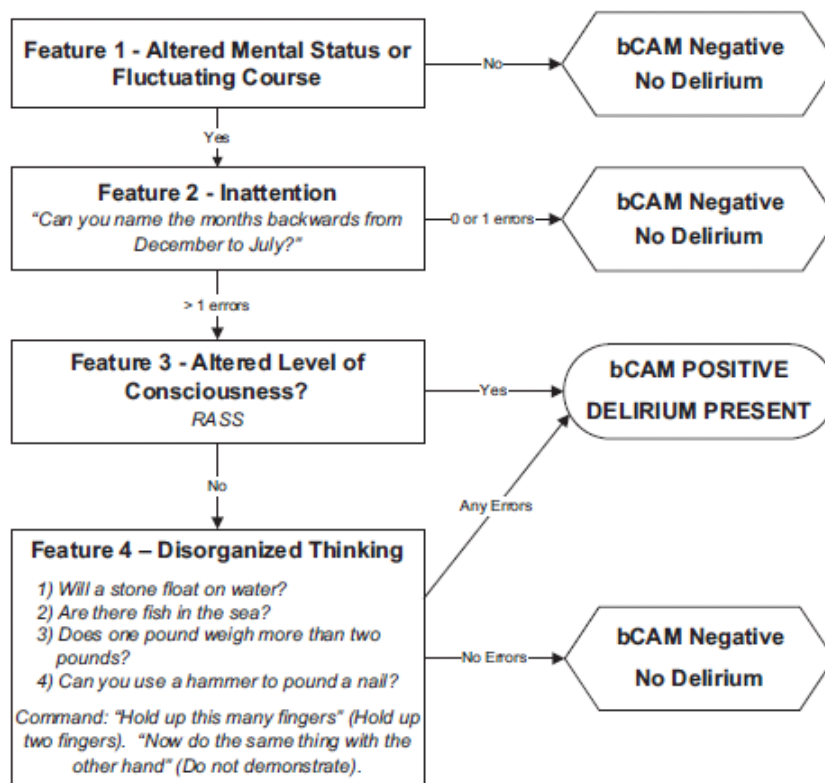 Feature 1 - Altered Mental Status or
Fluctuating Course
No
bCAM Negative
No Delirium
Yes
Feature 2 - Inattention
“Can you name the months backwards from
December to July?”
0 or 1 errors
bCAM Negative
No Delirium
> 1 errors
Feature 3 - Altered Level of
Consciousness?
RASS
Yes
bCAM POSITIVE
DELIRIUM PRESENT
No
Any Errors
Feature 4 – Disorganized Thinking
1) Will a stone float on water?
2) Are there fish in the sea?
3) Does one pound weigh more than two
pounds?
4) Can you use a hammer to pound a nail?
Command: “Hold up this many fingers” (Hold up
two fingers). “Now do the same thing with the
other hand” (Do not demonstrate).
No Errors
bCAM Negative
No Delirium